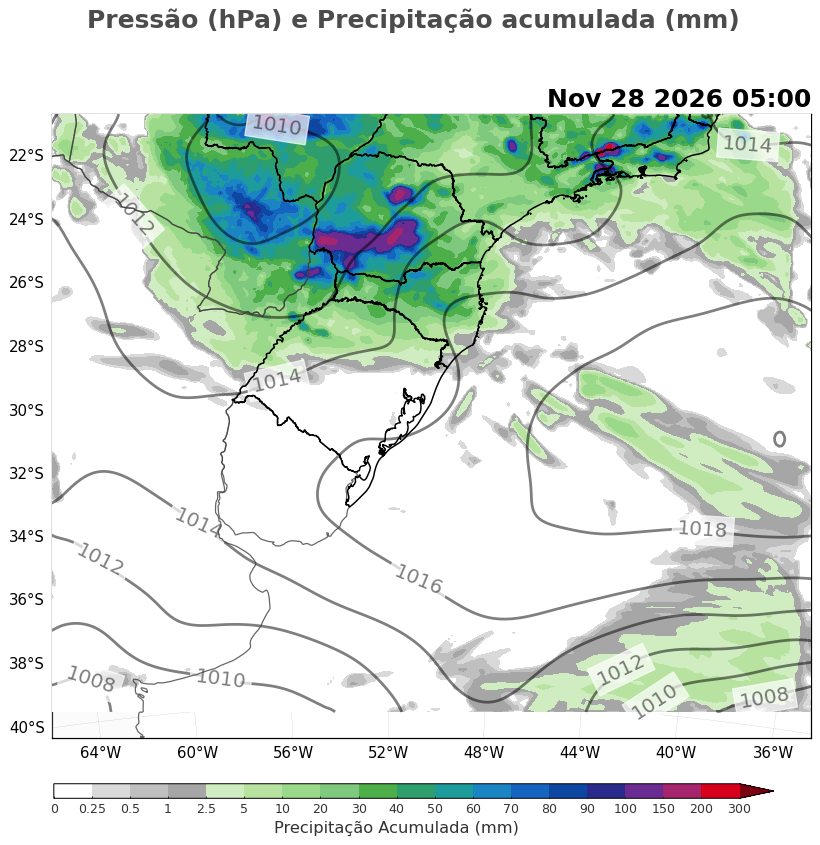 Pressão (hPa) e Precipitação acumulada (mm)
Nov 28 2026 05:00
1010
1014
22°S
1012
24°S
26°S
28°S
1014
30°S
32°S
1014
34°S
1018
1012
1016
36°S
38°S
1008
1010
1012
1010
1008
40°S
64°W 60°W 56°W 52°W 48°W 44°W 40°W 36°W
0 0.25 0.5 1 2.5 5 10 20 30 40 50 60 70 80 90 100 150 200 300
Precipitação Acumulada (mm)